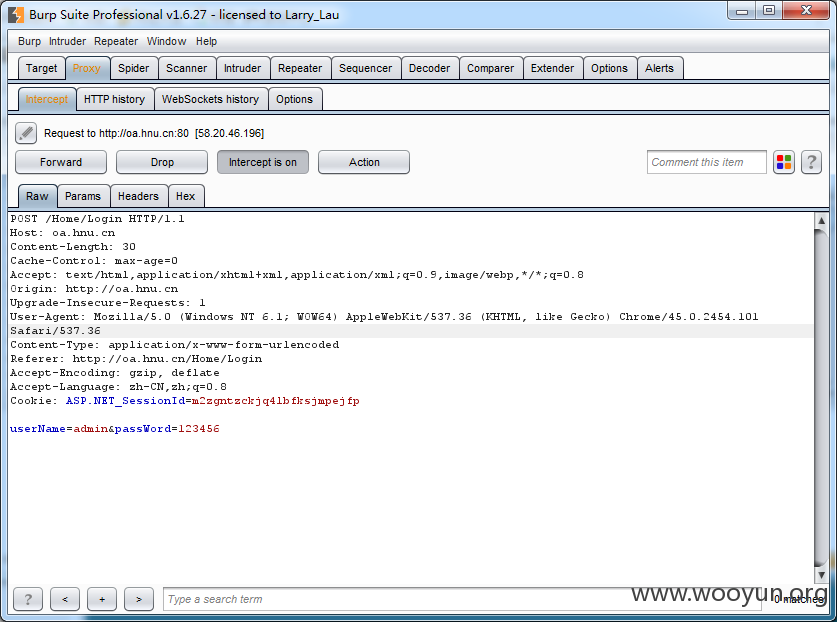 Burp Suite Professional v1.6.27 - licensed to Larry_Lau
Burp Intruder Repeater Window Help
Target Proxy Spider Scanner Intruder Repeater Sequencer Decoder Comparer Extender Options Alerts
Intercept HTTP history WebSockets history Options
Request to http://oa.hnu.cn:80 [58.20.46.196]
Forward Drop Intercept is on Action Comment this item ?
Raw Params Headers Hex
POST /Home/Login HTTP/1.1
Host: oa.hnu.cn
Content-Length: 30
Cache-Control: max-age=0
Accept: text/html,application/xhtml+xml,application/xml;q=0.9,image/webp,*/*;q=0.8
Origin: http://oa.hnu.cn
Upgrade-Insecure-Requests: 1
User-Agent: Mozilla/5.0 (Windows NT 6.1; WOW64) AppleWebKit/537.36 (KHTML, like Gecko) Chrome/45.0.2454.101
Safari/537.36
Content-Type: application/x-www-form-urlencoded
Referer: http://oa.hnu.cn/Home/Login
Accept-Encoding: gzip, deflate
Accept-Language: zh-CN,zh;q=0.8
Cookie: ASP.NET_SessionId=m2zgntzckjq4lbfksjmpejfp
userName=admin&passWord=123456
? < + > Type a search term 0 matches
www.wooyun.org